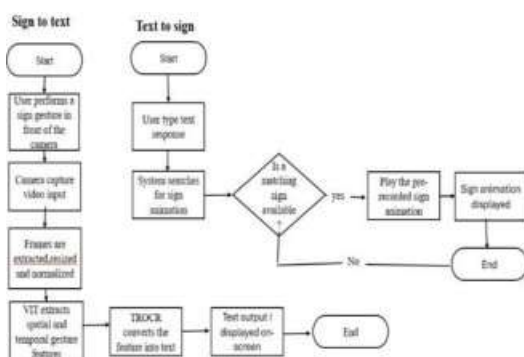 Sign to text
Start
User performs a
sign gesture in
front of the
camera
Camera capture
video input
Frames are
extracted,resized
and normalized
VIT extracts
spatial and
temporal gesture
features
TROCR
converts the
feature into text
Text output /
displayed on-
screen
End
Text to sign
Start
User type text
response
System searches
for sign
animation
Is a
matching
sign
available
?
yes
Play the pre-
recorded sign
animation
Sign animation
displayed
No
End